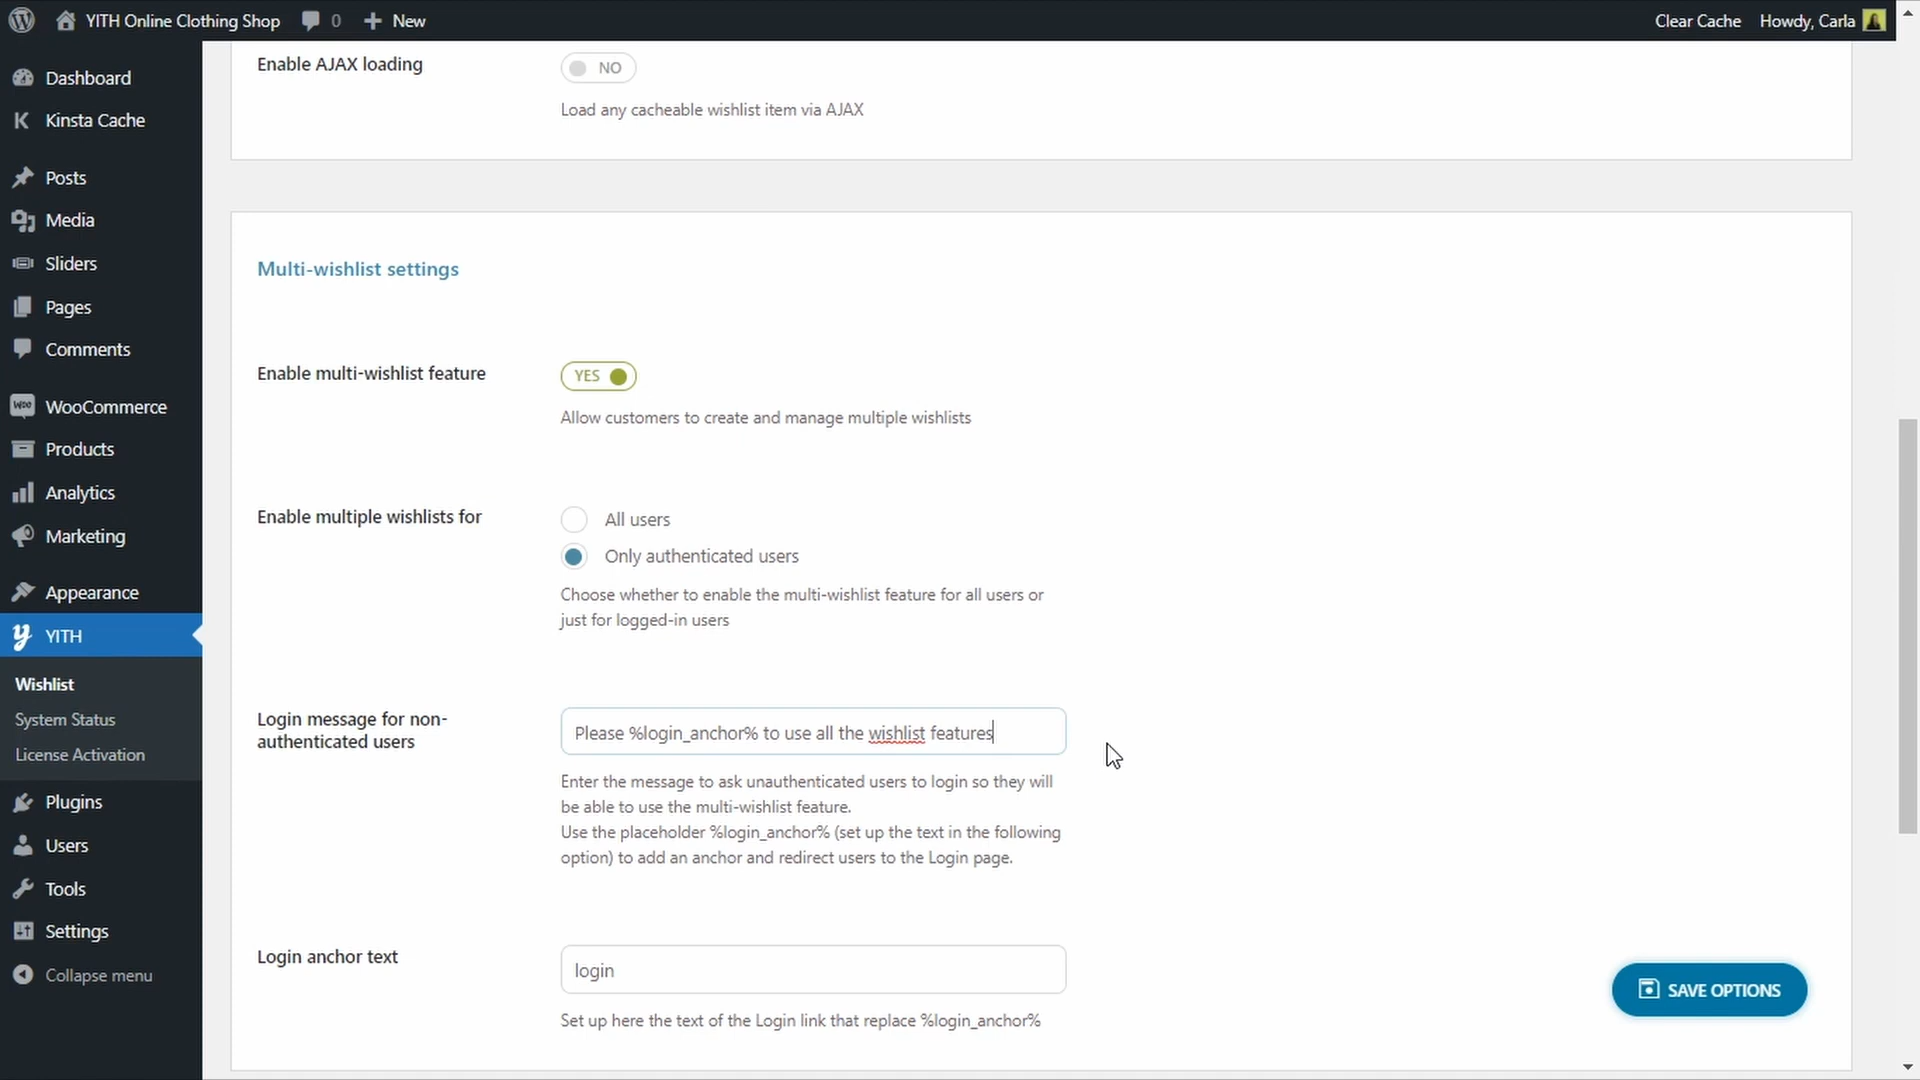 YITH Online Clothing Shop 0 New Clear Cache Howdy, Carla
Dashboard
Kinsta Cache
Posts
Media
Sliders
Pages
Comments
WooCommerce
Products
Analytics
Marketing
Appearance
YITH
Wishlist
System Status
License Activation
Plugins
Users
Tools
Settings
Collapse menu
Enable AJAX loading
NO
Load any cacheable wishlist item via AJAX
Multi-wishlist settings
Enable multi-wishlist feature
YES
Allow customers to create and manage multiple wishlists
Enable multiple wishlists for
All users
Only authenticated users
Choose whether to enable the multi-wishlist feature for all users or
just for logged-in users
Login message for non-
authenticated users
Please %login_anchor% to use all the wishlist features
Enter the message to ask unauthenticated users to login so they will
be able to use the multi-wishlist feature.
Use the placeholder %login_anchor% (set up the text in the following
option) to add an anchor and redirect users to the Login page.
Login anchor text
login
Set up here the text of the Login link that replace %login_anchor%
SAVE OPTIONS